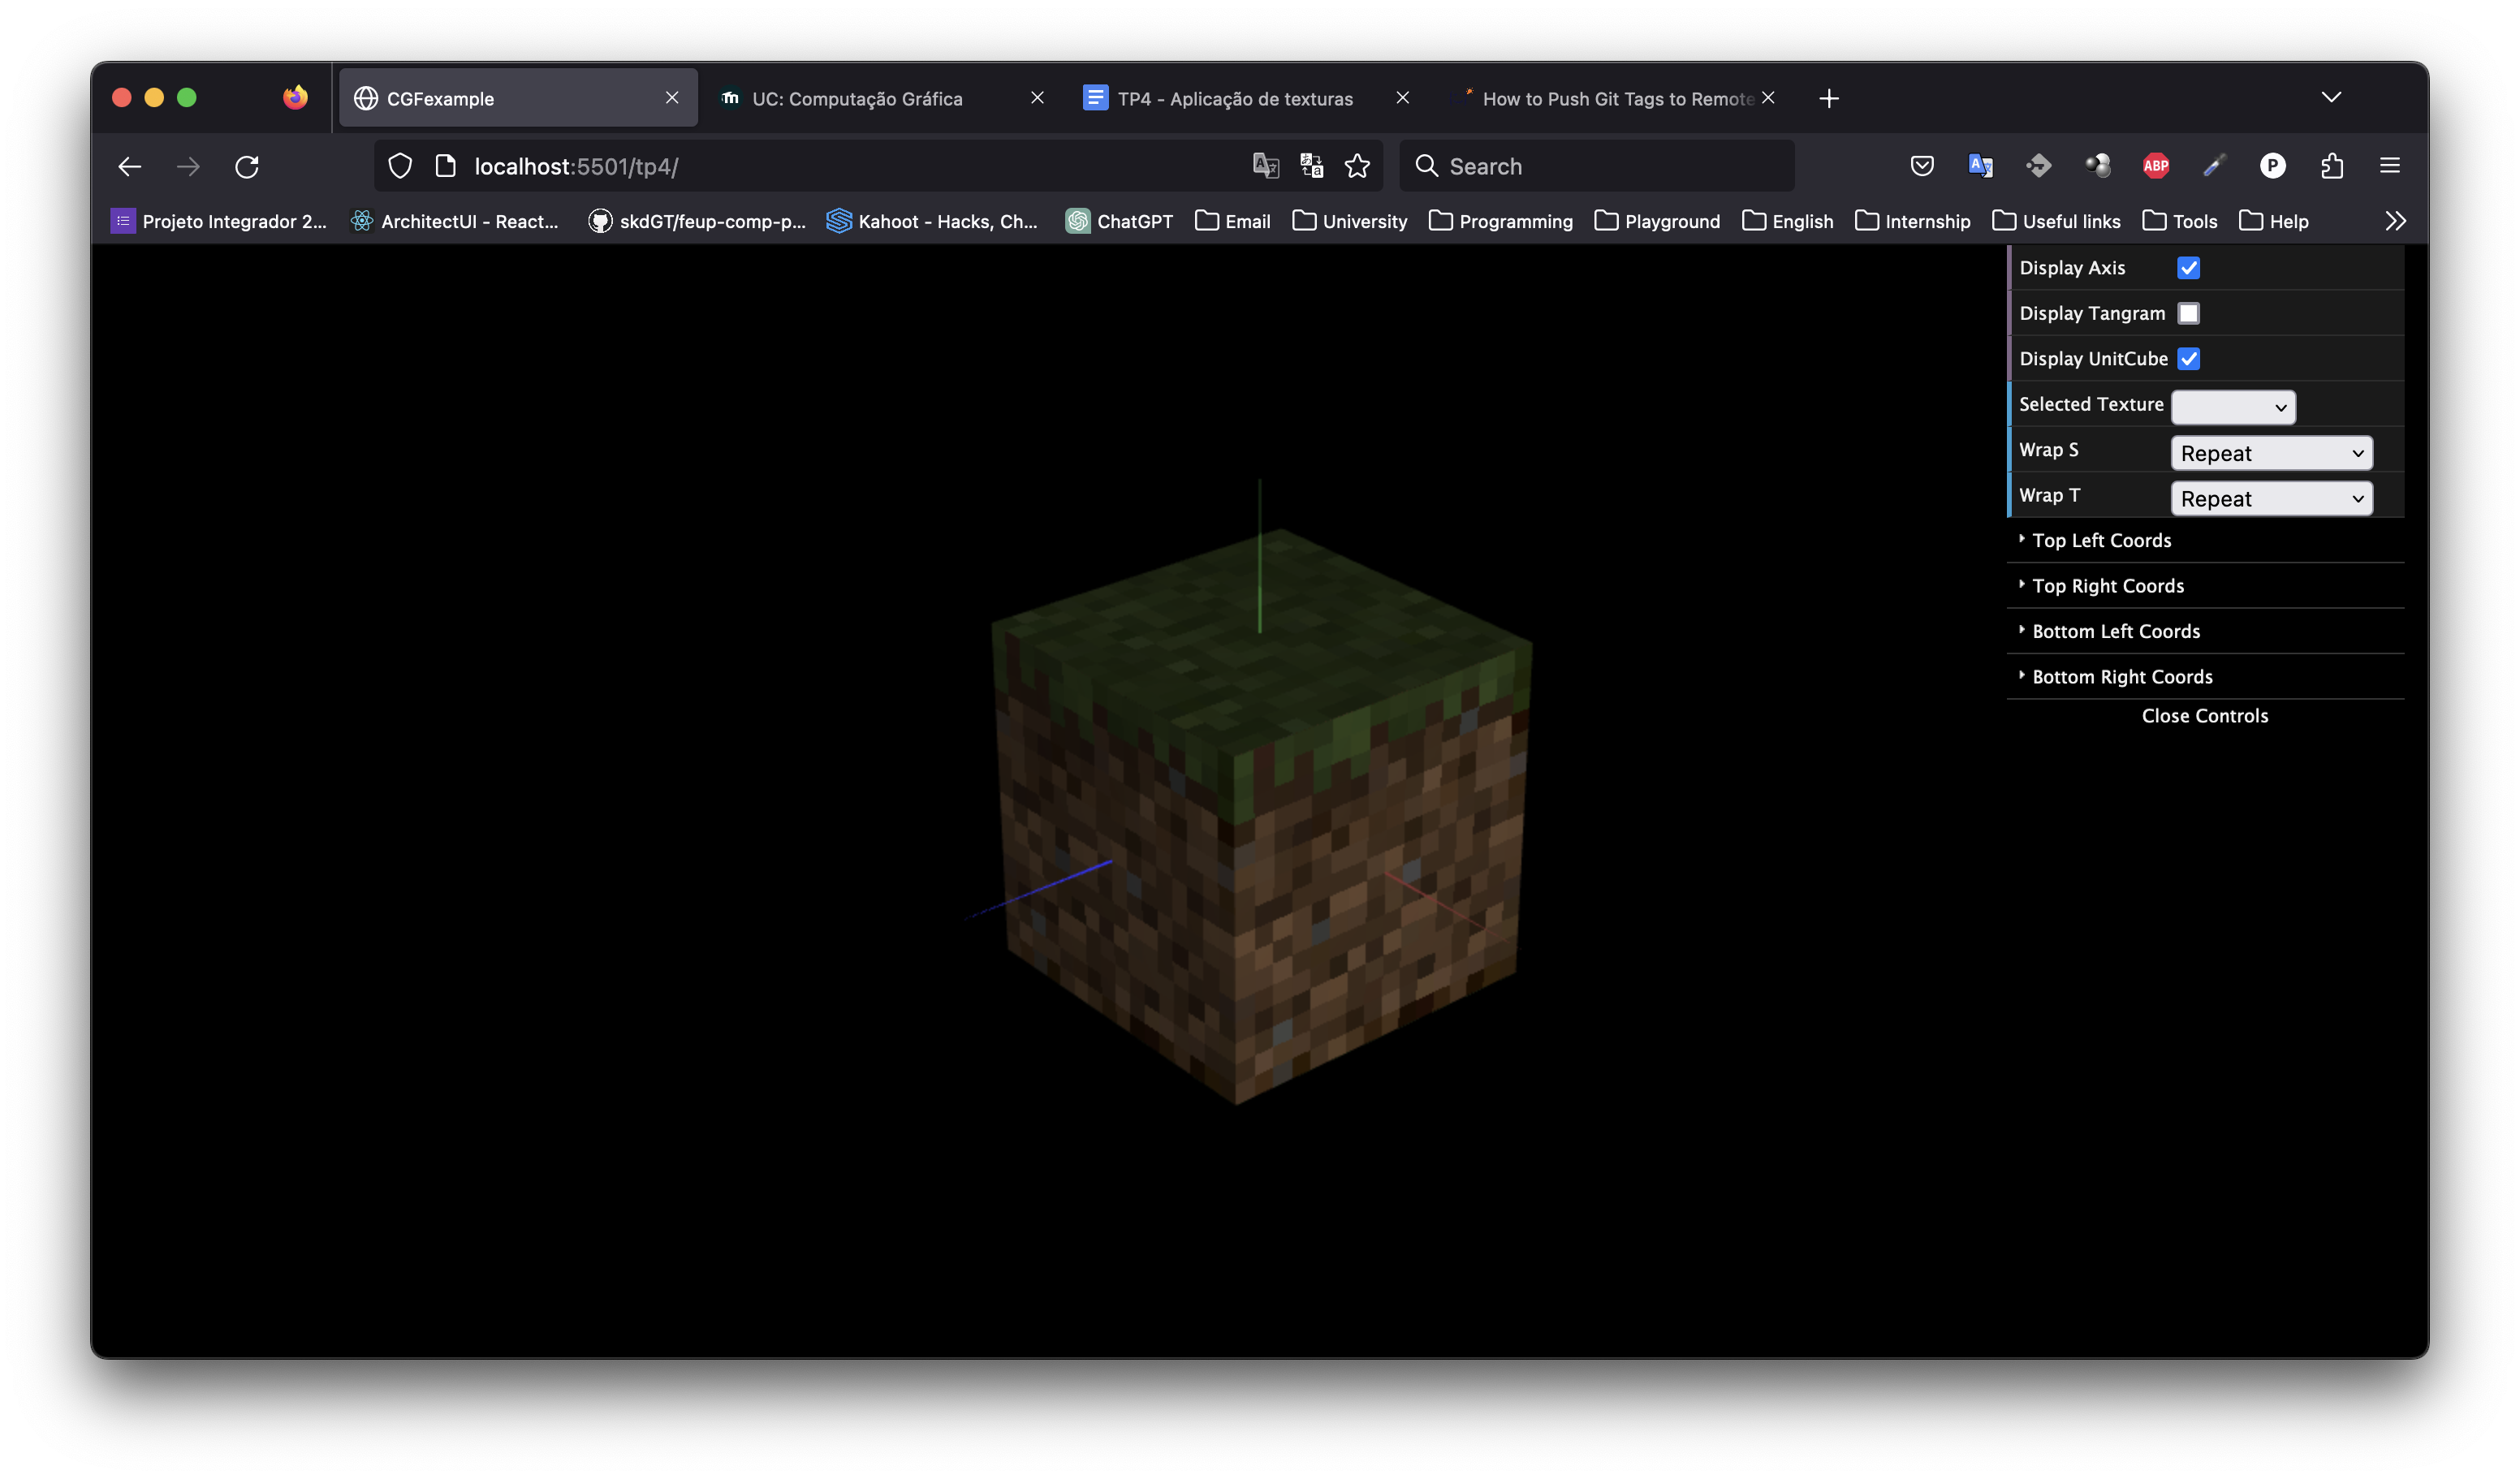 CGFexample
UC: Computação Gráfica
TP4 - Aplicação de texturas
How to Push Git Tags to Remote
localhost:5501/tp4/
Search
ABP
P
Projeto Integrador 2...
ArchitectUI - React...
skdGT/feup-comp-p...
Kahoot - Hacks, Ch...
ChatGPT
Email
University
Programming
Playground
English
Internship
Useful links
Tools
Help
Display Axis
Display Tangram
Display UnitCube
Selected Texture
Wrap S
Repeat
Wrap T
Repeat
Top Left Coords
Top Right Coords
Bottom Left Coords
Bottom Right Coords
Close Controls